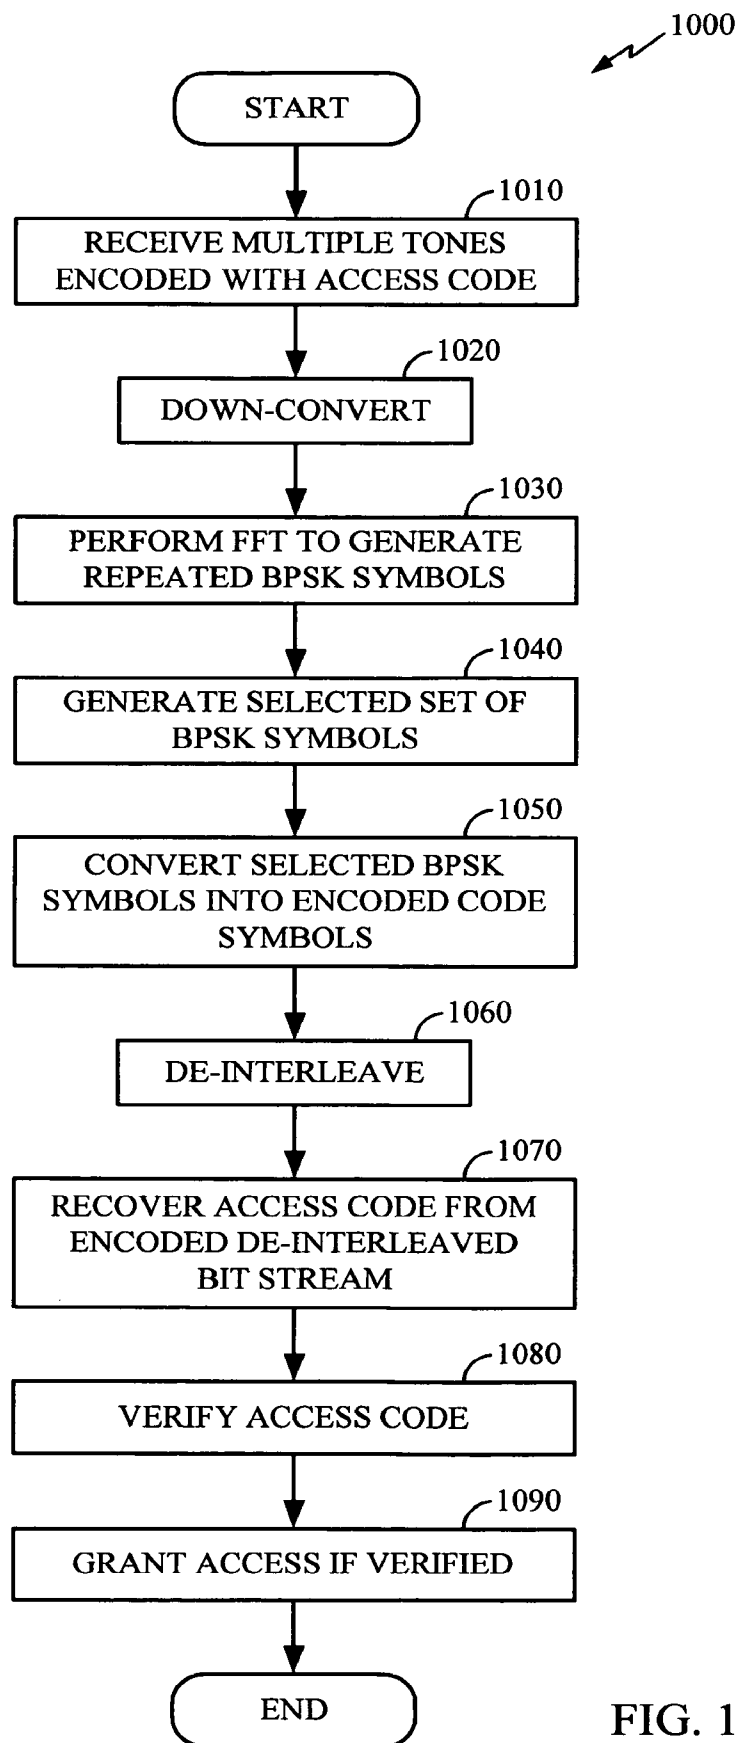 1000
START
1010
RECEIVE MULTIPLE TONES
ENCODED WITH ACCESS CODE
1020
DOWN-CONVERT
1030
PERFORM FFT TO GENERATE
REPEATED BPSK SYMBOLS
1040
GENERATE SELECTED SET OF
BPSK SYMBOLS
1050
CONVERT SELECTED BPSK
SYMBOLS INTO ENCODED CODE
SYMBOLS
1060
DE-INTERLEAVE
1070
RECOVER ACCESS CODE FROM
ENCODED DE-INTERLEAVED
BIT STREAM
1080
VERIFY ACCESS CODE
1090
GRANT ACCESS IF VERIFIED
END
FIG. 1